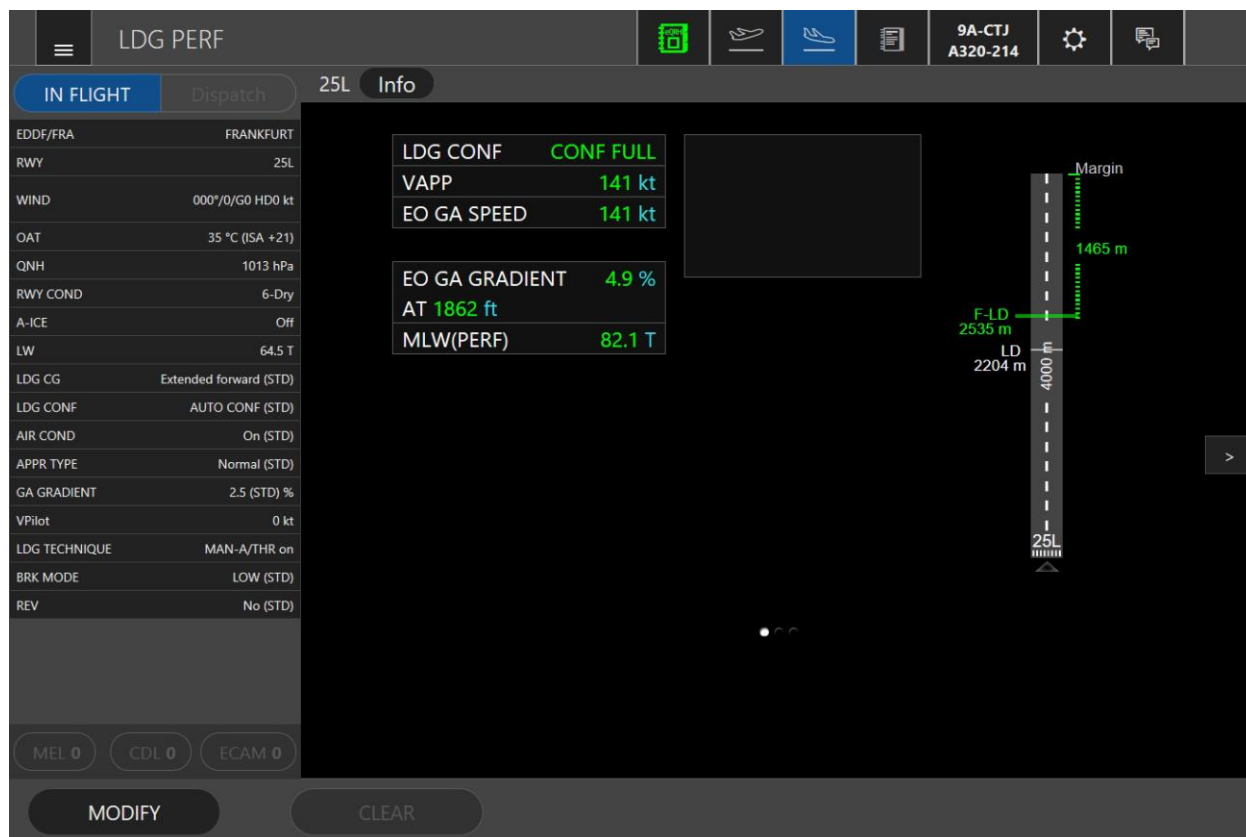 LDG PERF
eQRH
9A-CTJ
A320-214
IN FLIGHT
Dispatch
25L Info
EDDF/FRA FRANKFURT
RWY 25L
WIND 000°/0/G0 HD0 kt
OAT 35 °C (ISA +21)
QNH 1013 hPa
RWY COND 6-Dry
A-ICE Off
LW 64.5 T
LDG CG Extended forward (STD)
LDG CONF AUTO CONF (STD)
AIR COND On (STD)
APPR TYPE Normal (STD)
GA GRADIENT 2.5 (STD) %
VPilot 0 kt
LDG TECHNIQUE MAN-A/THR on
BRK MODE LOW (STD)
REV No (STD)
MEL 0
CDL 0
ECAM 0
LDG CONF CONF FULL
VAPP 141 kt
EO GA SPEED 141 kt
EO GA GRADIENT 4.9 %
AT 1862 ft
MLW(PERF) 82.1 T
Margin
1465 m
F-LD
2535 m
LD
2204 m
4000 m
25L
>
MODIFY
CLEAR